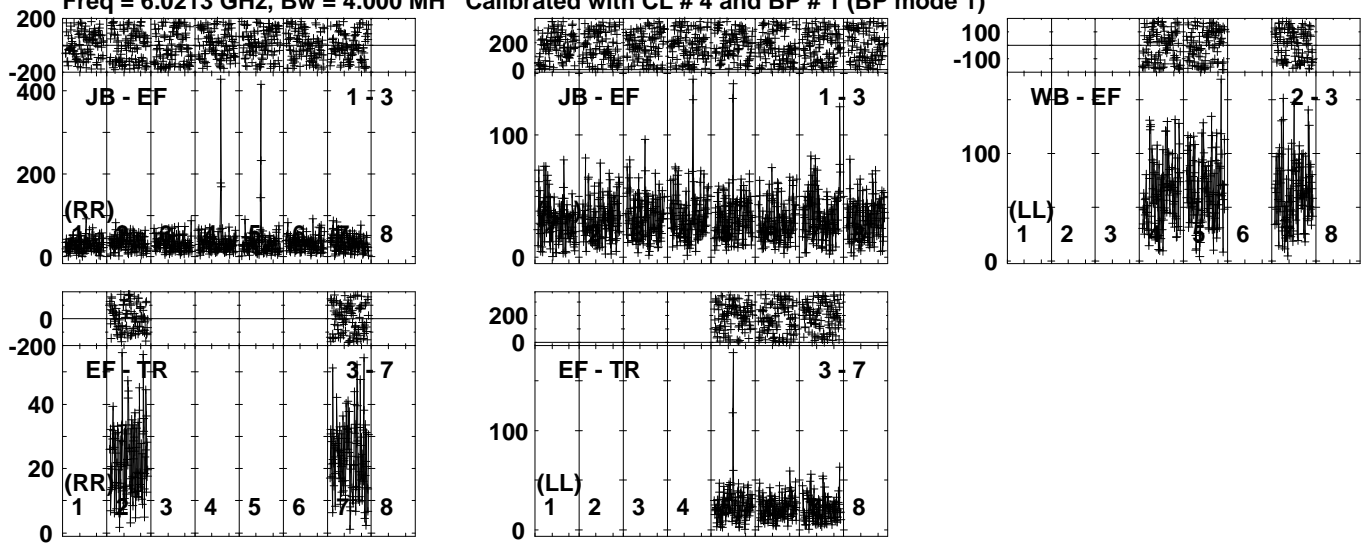 Freq = 6.0213 GHz, Bw = 4.000 MH Calibrated with CL # 4 and BP # 1 (BP mode 1)
200
-200
400
200
0
JB - EF 1 - 3
(RR)
1 2 3 4 5 6 7 8
200
0
100
0
JB - EF 1 - 3
100
-100
100
0
WB - EF 2 - 3
(LL)
1 2 3 4 5 6 8
0
-200
40
20
0
EF - TR 3 - 7
(RR)
1 2 3 4 5 6 7 8
200
0
100
0
EF - TR 3 - 7
(LL)
1 2 3 4 8